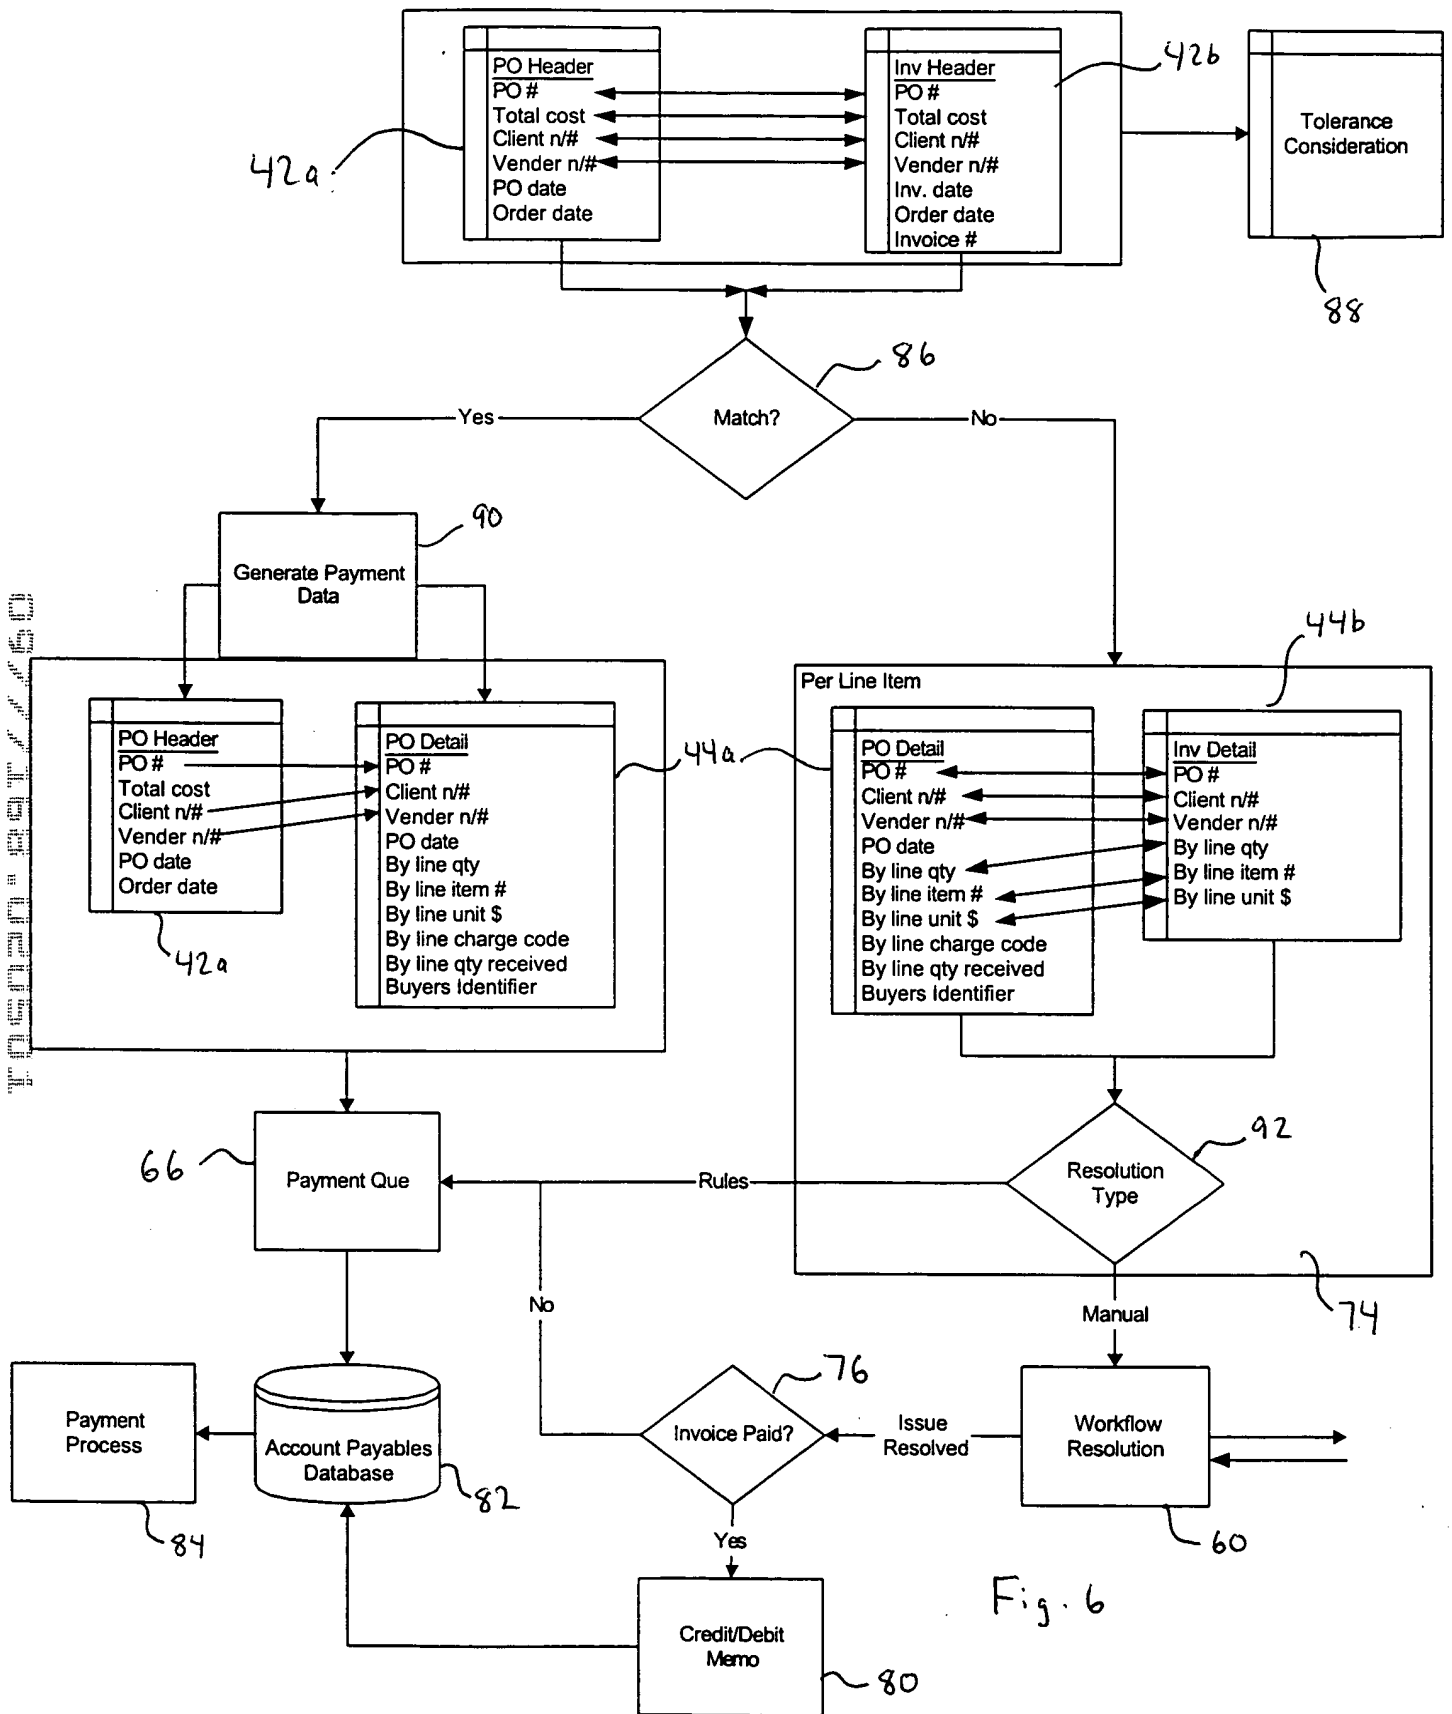 PO Header
PO #
Total cost
Client n/#
Vender n/#
PO date
Order date
42a
Inv Header
PO #
Total cost
Client n/#
Vender n/#
Inv. date
Order date
Invoice #
42b
Tolerance
Consideration
88
Match?
86
Yes
No
Generate Payment
Data
90
PO Header
PO #
Total cost
Client n/#
Vender n/#
PO date
Order date
42a
PO Detail
PO #
Client n/#
Vender n/#
PO date
By line qty
By line item #
By line unit $
By line charge code
By line qty received
Buyers Identifier
44a
Per Line Item
PO Detail
PO #
Client n/#
Vender n/#
PO date
By line qty
By line item #
By line unit $
By line charge code
By line qty received
Buyers Identifier
Inv Detail
PO #
Client n/#
Vender n/#
By line qty
By line item #
By line unit $
44b
Resolution
Type
92
74
Rules
Manual
Payment Que
66
No
Payment
Process
84
Account Payables
Database
82
Invoice Paid?
76
Issue
Resolved
Workflow
Resolution
60
Yes
Credit/Debit
Memo
80
Fig. 6